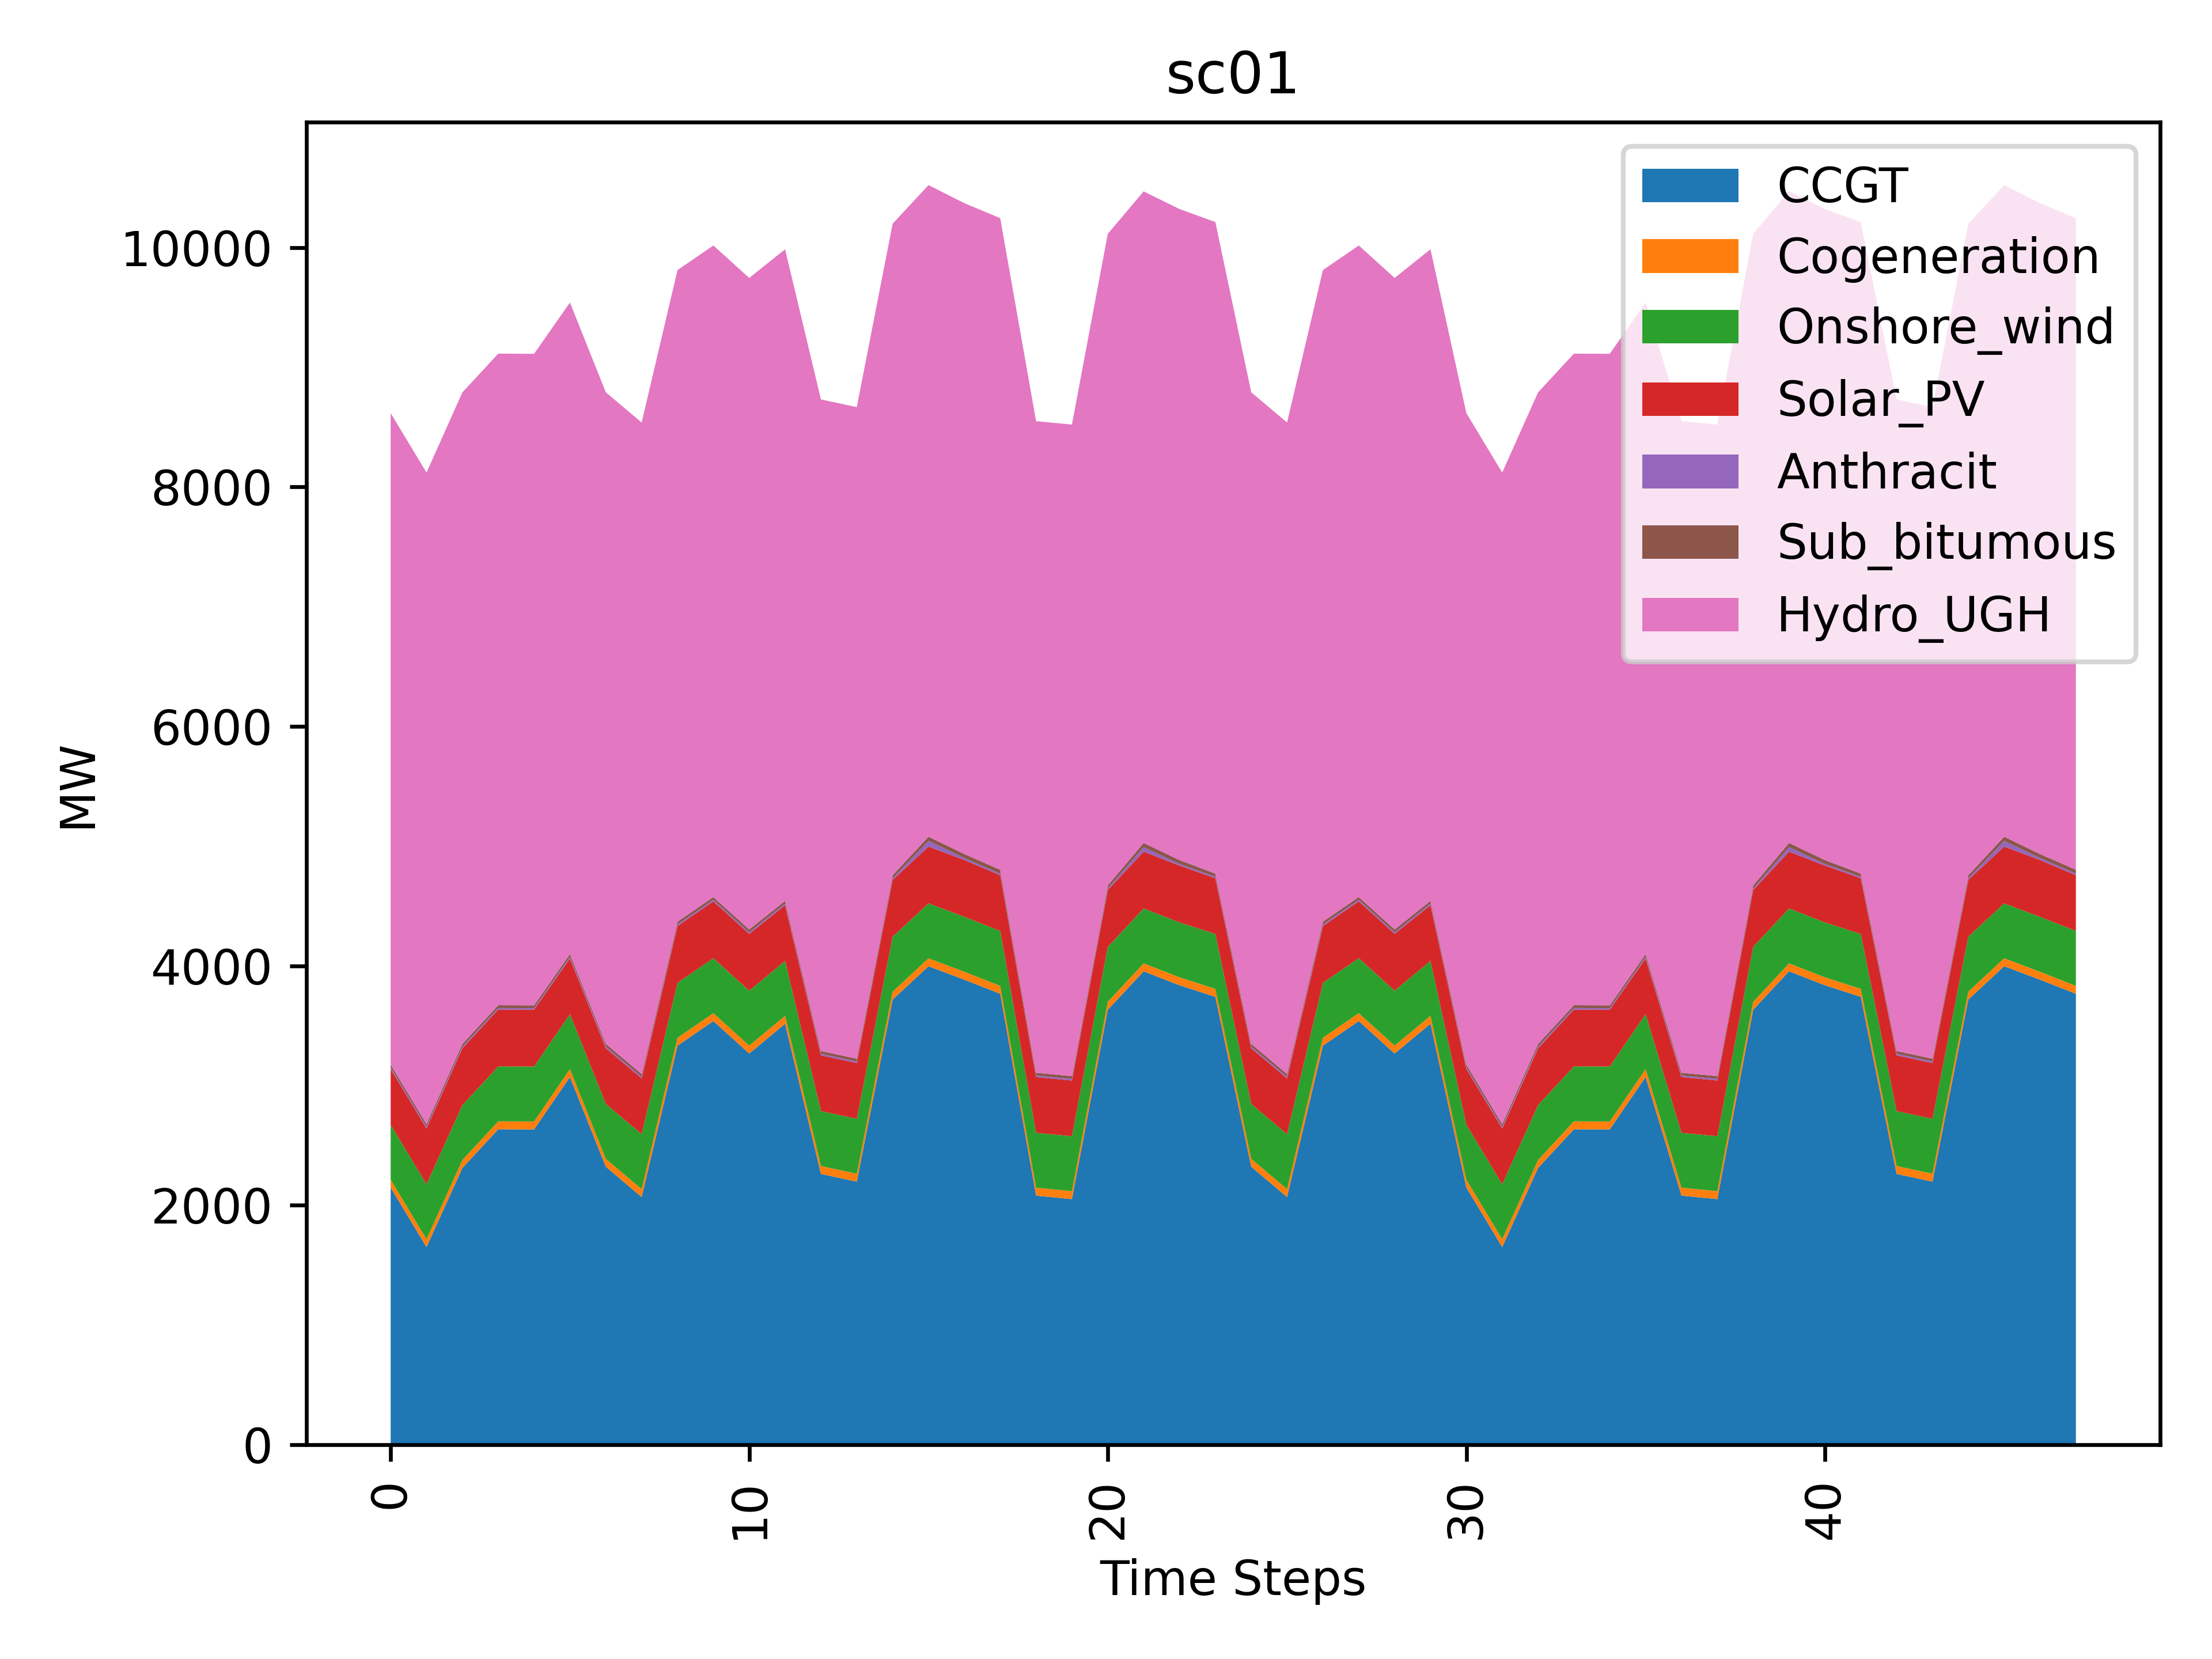 sc01
10000
8000
6000
4000
2000
0
MW
CCGT
Cogeneration
Onshore_wind
Solar_PV
Anthracit
Sub_bitumous
Hydro_UGH
0
10
20
30
40
Time Steps